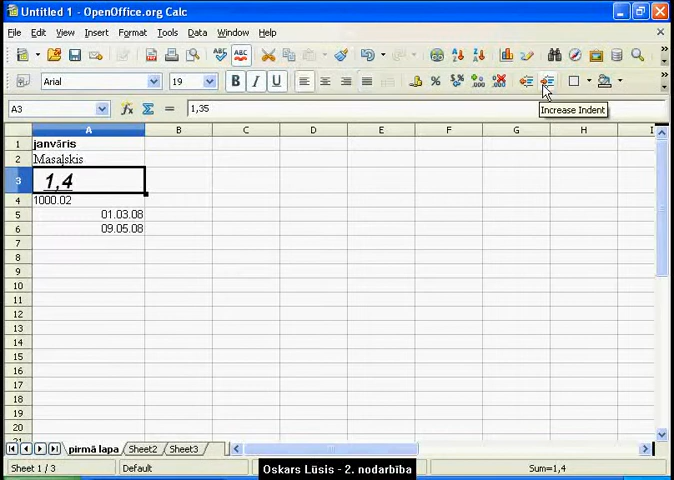 Untitled 1 - OpenOffice.org Calc
File Edit View Insert Format Tools Data Window Help
Arial 19 B I U
A3 1,35
Increase Indent
A B C D E F G H I
1 janvāris
2 Masaļskis
3 1,4
4 1000.02
5 01.03.08
6 09.05.08
7
8
9
10
11
12
13
14
15
16
17
18
19
20
21
pirmā lapa Sheet2 Sheet3
Sheet 1 / 3 Default Sum=1,4
Oskars Lūsis - 2. nodarbība